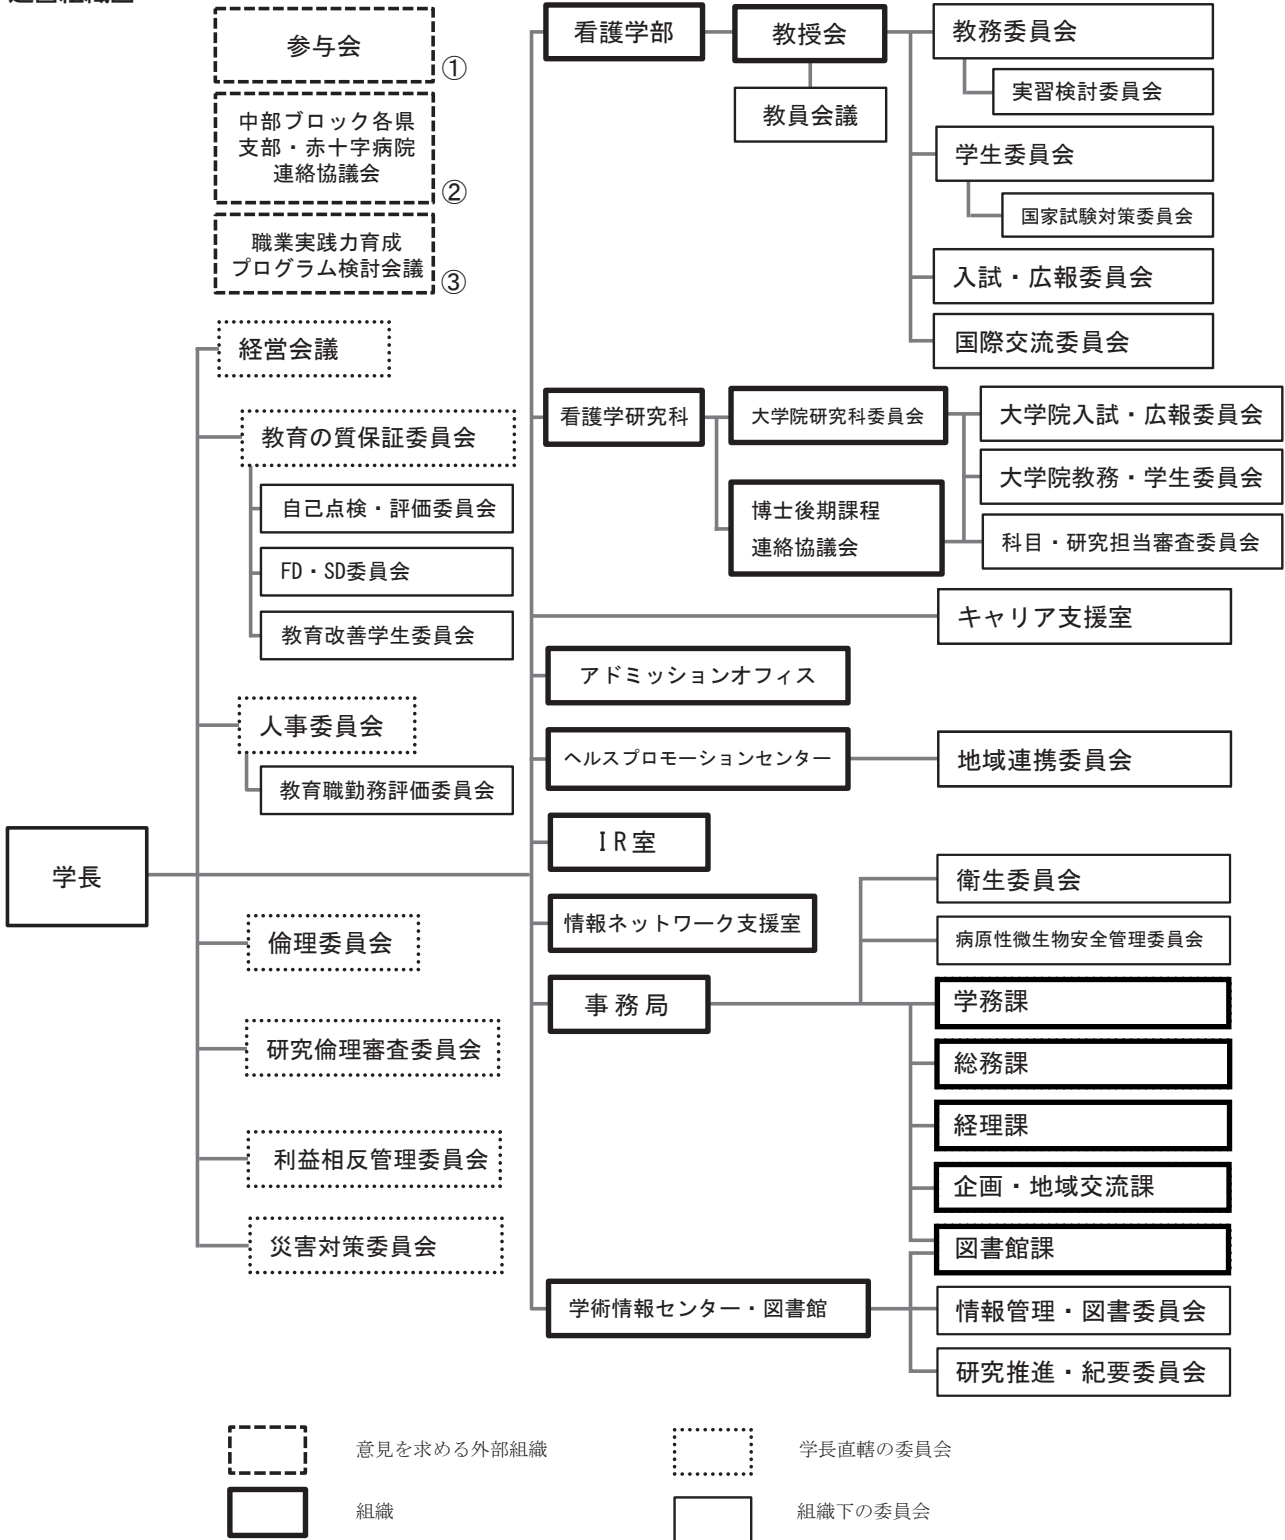 参与会
①
中部ブロック各県
支部・赤十字病院
連絡協議会
②
職業実践力育成
プログラム検討会議
③
経営会議
教育の質保証委員会
自己点検・評価委員会
FD・SD委員会
教育改善学生委員会
人事委員会
教育職勤務評価委員会
学長
倫理委員会
研究倫理審査委員会
利益相反管理委員会
災害対策委員会
看護学部
教授会
教員会議
教務委員会
実習検討委員会
学生委員会
国家試験対策委員会
入試・広報委員会
国際交流委員会
看護学研究科
大学院研究科委員会
博士後期課程
連絡協議会
大学院入試・広報委員会
大学院教務・学生委員会
科目・研究担当審査委員会
キャリア支援室
アドミッションオフィス
ヘルスプロモーションセンター
地域連携委員会
IR室
情報ネットワーク支援室
事務局
衛生委員会
病原性微生物安全管理委員会
学務課
総務課
経理課
企画・地域交流課
図書館課
学術情報センター・図書館
情報管理・図書委員会
研究推進・紀要委員会
意見を求める外部組織
学長直轄の委員会
組織
組織下の委員会